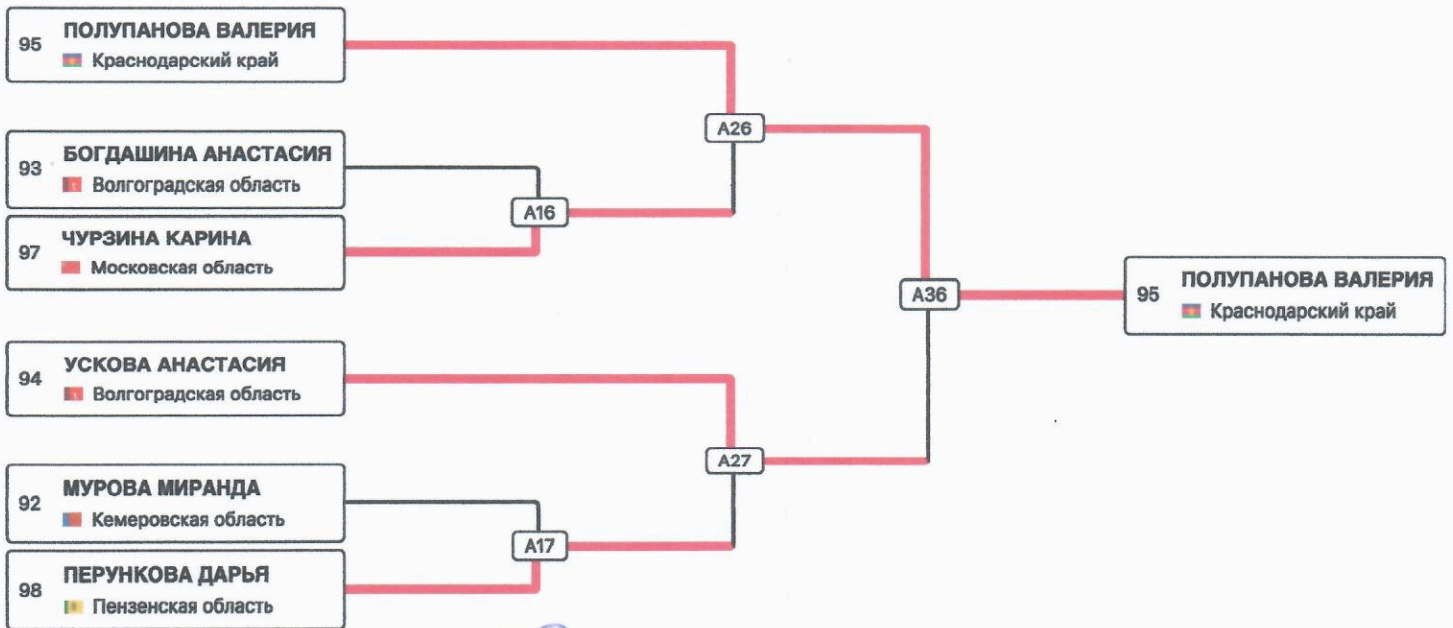 95 ПОЛУПАНОВА ВАЛЕРИЯ
Краснодарский край
93 БОГДАШИНА АНАСТАСИЯ
Волгоградская область
97 ЧУРЗИНА КАРИНА
Московская область
94 УСКОВА АНАСТАСИЯ
Волгоградская область
92 МУРОВА МИРАНДА
Кемеровская область
98 ПЕРУНКОВА ДАРЬЯ
Пензенская область
A16
A17
A26
A27
A36
95 ПОЛУПАНОВА ВАЛЕРИЯ
Краснодарский край